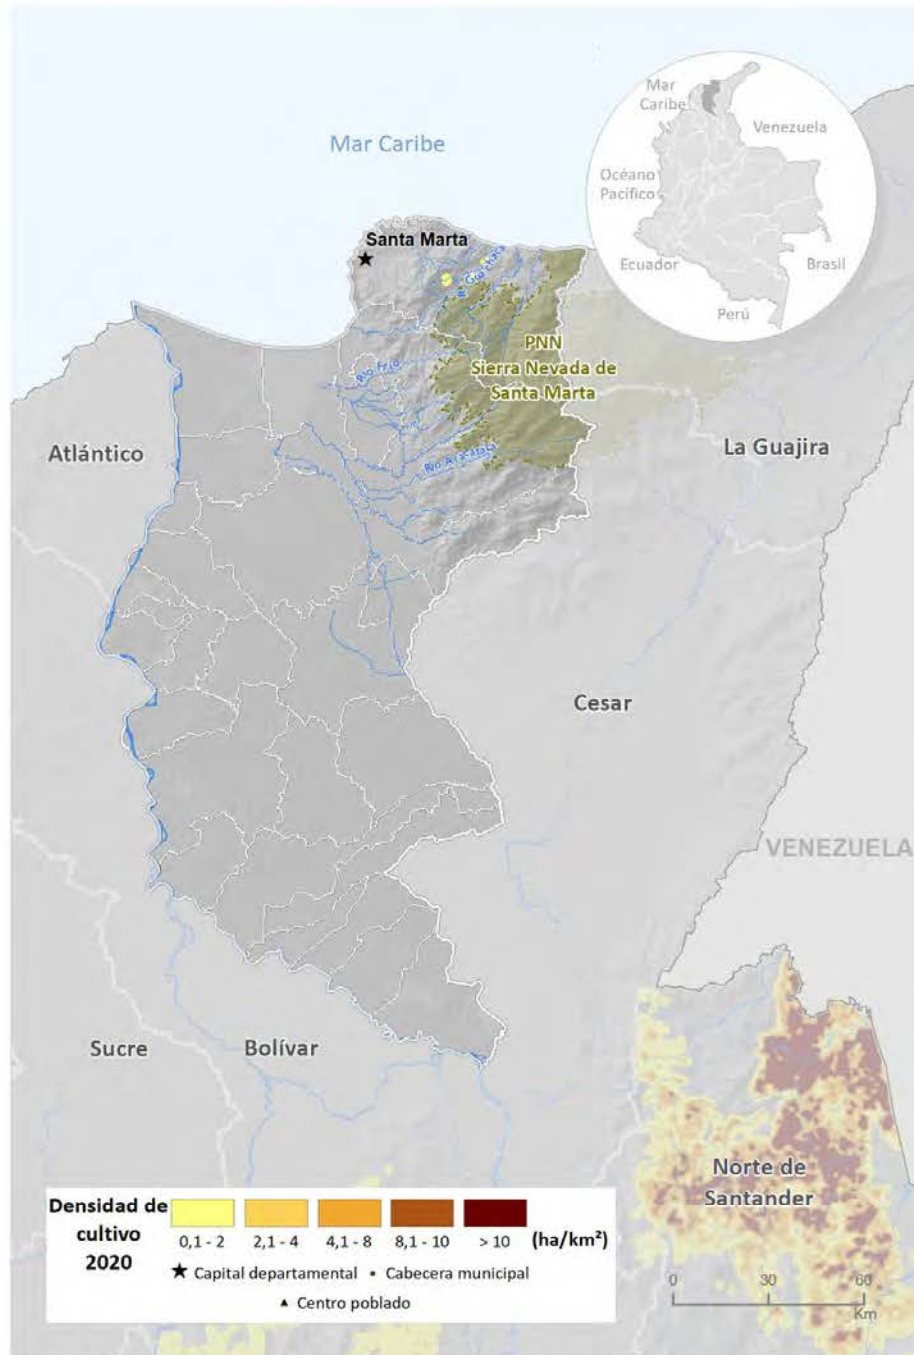 Mar Caribe
Mar
Caribe
Venezuela
Océano
Pacífico
Ecuador
Brasil
Perú
Santa Marta
R. Guachaca
PNN
Sierra Nevada de
Santa Marta
Río Frío
Río Aracataca
Atlántico
La Guajira
Cesar
VENEZUELA
Sucre
Bolívar
Norte de
Santander
Densidad de
cultivo
2020
0,1 - 2
2,1 - 4
4,1 - 8
8,1 - 10
> 10
(ha/km²)
Capital departamental
Cabecera municipal
Centro poblado
0
30
60
Km